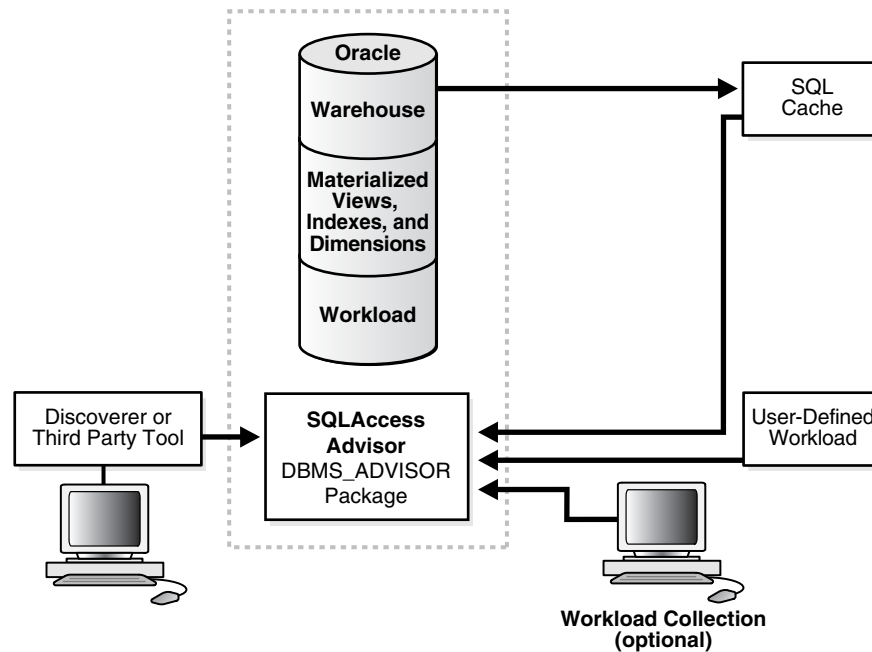 Oracle
Warehouse
Materialized
Views,
Indexes, and
Dimensions
Workload
SQL
Cache
Discoverer or
Third Party Tool
SQLAccess
Advisor
DBMS_ADVISOR
Package
User-Defined
Workload
Workload Collection
(optional)